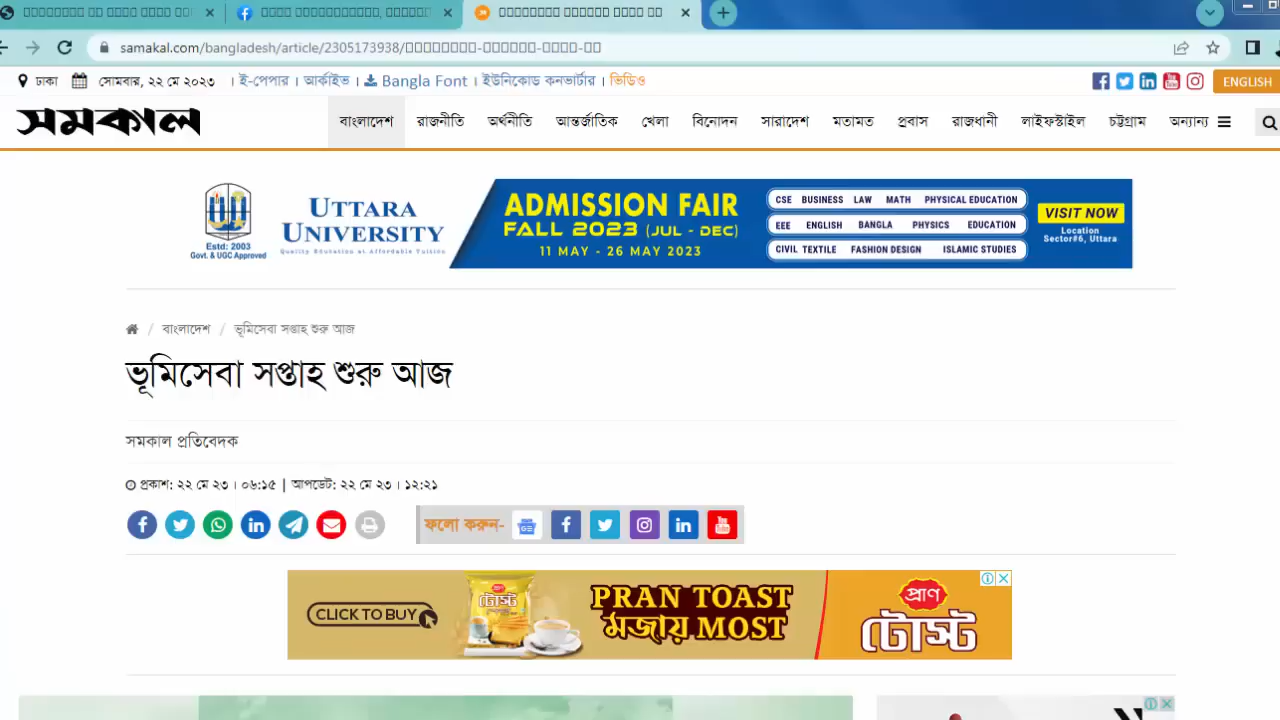 samakal.com/bangladesh/article/2305173938/
ঢাকা সোমবার, ২২ মে ২০২৩ । ই-পেপার । আর্কাইভ । Bangla Font । ইউনিকোড কনভার্টার । ভিডিও ENGLISH
সমকাল
বাংলাদেশ রাজনীতি অর্থনীতি আন্তর্জাতিক খেলা বিনোদন সারাদেশ মতামত প্রবাস রাজধানী লাইফস্টাইল চট্টগ্রাম অন্যান্য
Estd: 2003
Govt. & UGC Approved
UTTARA
UNIVERSITY
Quality Education at Affordable Tuition
ADMISSION FAIR
FALL 2023 (JUL - DEC)
11 MAY - 26 MAY 2023
CSE BUSINESS LAW MATH PHYSICAL EDUCATION
EEE ENGLISH BANGLA PHYSICS EDUCATION
CIVIL TEXTILE FASHION DESIGN ISLAMIC STUDIES
VISIT NOW
Location
Sector#6, Uttara
/ বাংলাদেশ / ভূমিসেবা সপ্তাহ শুরু আজ
ভূমিসেবা সপ্তাহ শুরু আজ
সমকাল প্রতিবেদক
প্রকাশ: ২২ মে ২৩ । ০৬:১৫ | আপডেট: ২২ মে ২৩ । ১২:২১
ফলো করুন-
CLICK TO BUY
টোস্ট
PRAN TOAST
মজায় MOST
প্রাণ
টোস্ট